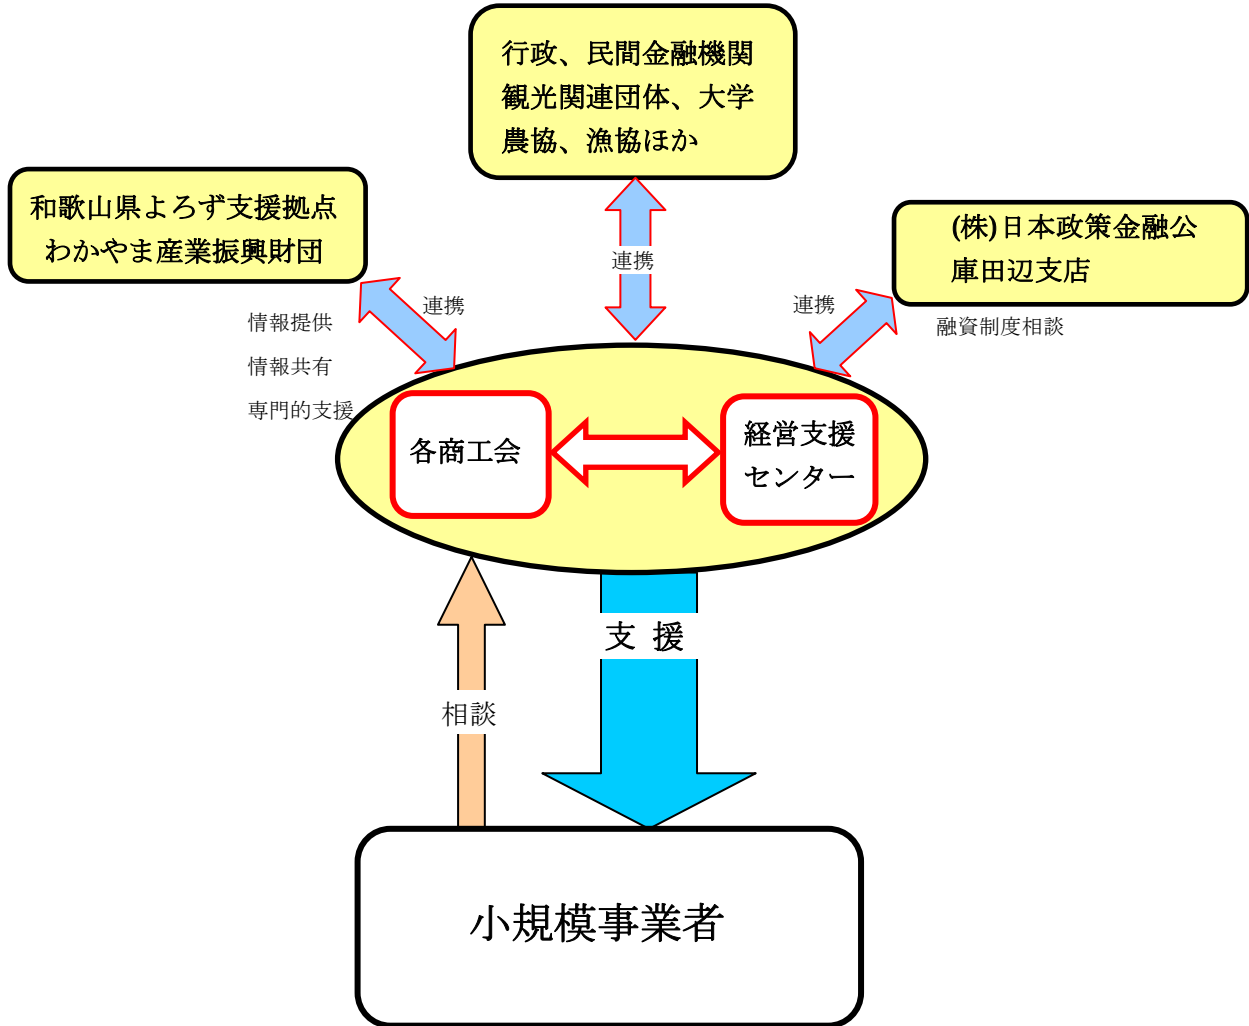 行政、民間金融機関
観光関連団体、大学
農協、漁協ほか
和歌山県よろず支援拠点
わかやま産業振興財団
(株)日本政策金融公
庫田辺支店
連携
連携
連携
情報提供
情報共有
専門的支援
融資制度相談
各商工会
経営支援
センター
支 援
相談
小規模事業者